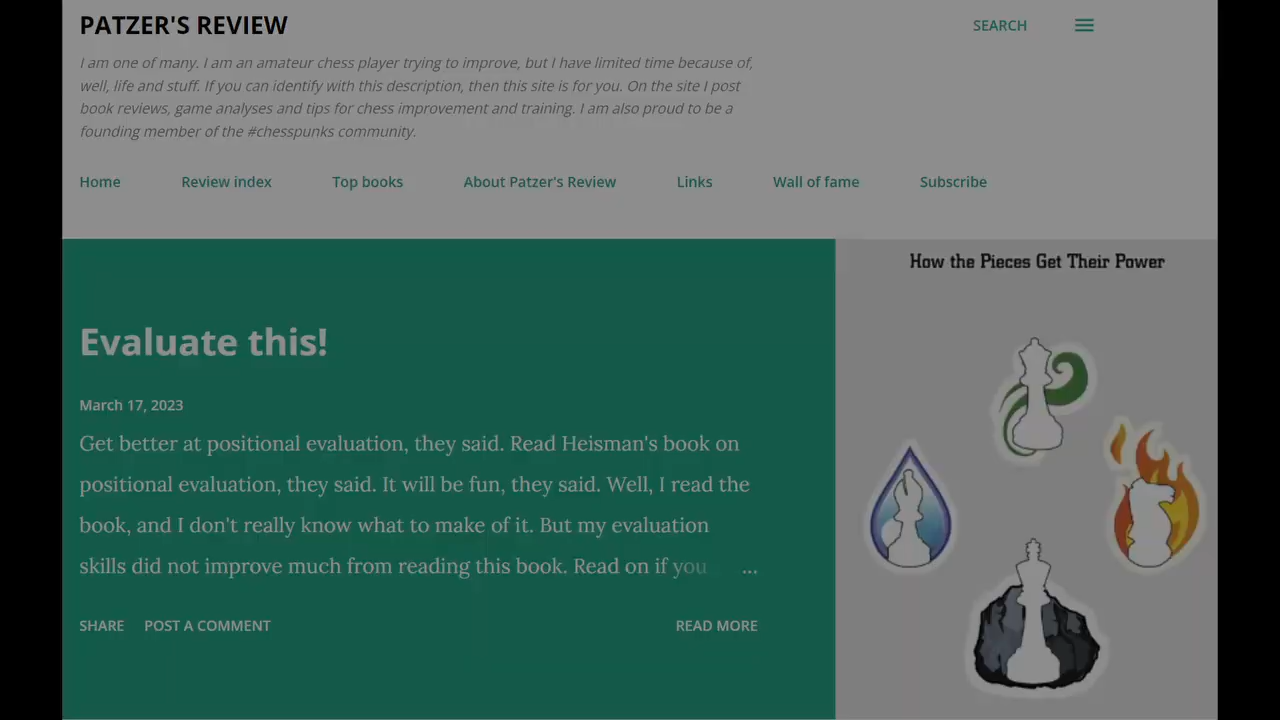 PATZER'S REVIEW
SEARCH
I am one of many. I am an amateur chess player trying to improve, but I have limited time because of,
well, life and stuff. If you can identify with this description, then this site is for you. On the site I post
book reviews, game analyses and tips for chess improvement and training. I am also proud to be a
founding member of the #chesspunks community.
Home Review index Top books About Patzer's Review Links Wall of fame Subscribe
How the Pieces Get Their Power
Evaluate this!
March 17, 2023
Get better at positional evaluation, they said. Read Heisman's book on
positional evaluation, they said. It will be fun, they said. Well, I read the
book, and I don't really know what to make of it. But my evaluation
skills did not improve much from reading this book. Read on if you ...
SHARE POST A COMMENT READ MORE